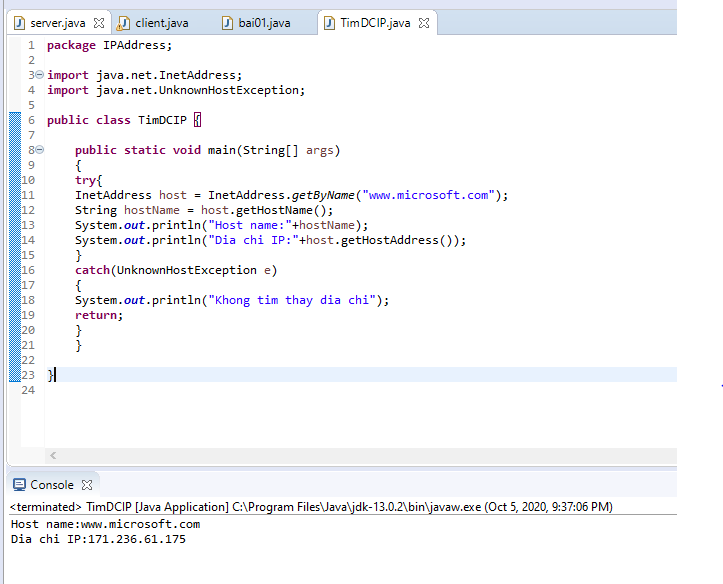 server.java client.java bai01.java TimDCIP.java
1 package IPAddress;
2
3 import java.net.InetAddress;
4 import java.net.UnknownHostException;
5
6 public class TimDCIP {
7
8 public static void main(String[] args)
9 {
10 try{
11 InetAddress host = InetAddress.getByName("www.microsoft.com");
12 String hostName = host.getHostName();
13 System.out.println("Host name:"+hostName);
14 System.out.println("Dia chi IP:"+host.getHostAddress());
15 }
16 catch(UnknownHostException e)
17 {
18 System.out.println("Khong tim thay dia chi");
19 return;
20 }
21 }
22
23 }
24
Console
<terminated> TimDCIP [Java Application] C:\Program Files\Java\jdk-13.0.2\bin\javaw.exe (Oct 5, 2020, 9:37:06 PM)
Host name:www.microsoft.com
Dia chi IP:171.236.61.175